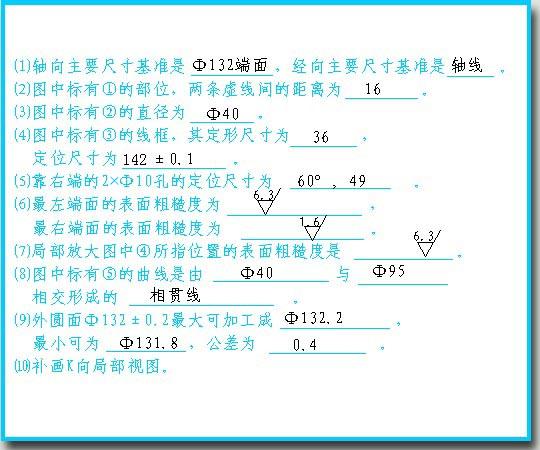 (1)轴向主要尺寸基准是 Φ132端面 , 经向主要尺寸基准是 轴线 。
(2)图中标有①的部位，两条虚线间的距离为 16 。
(3)图中标有②的直径为 Φ40 。
(4)图中标有③的线框，其定形尺寸为 36 ，
定位尺寸为 142 ± 0.1 。
(5)靠右端的2×Φ10孔的定位尺寸为 60° , 49 。
(6)最左端面的表面粗糙度为 6.3 ，
最右端面的表面粗糙度为 1.6 。
(7)局部放大图中④所指位置的表面粗糙度是 6.3 。
(8)图中标有⑤的曲线是由 Φ40 与 Φ95
相交形成的 相贯线 。
(9)外圆面Φ132±0.2最大可加工成 Φ132.2 ，
最小可为 Φ131.8 ，公差为 0.4 。
(10)补画K向局部视图。